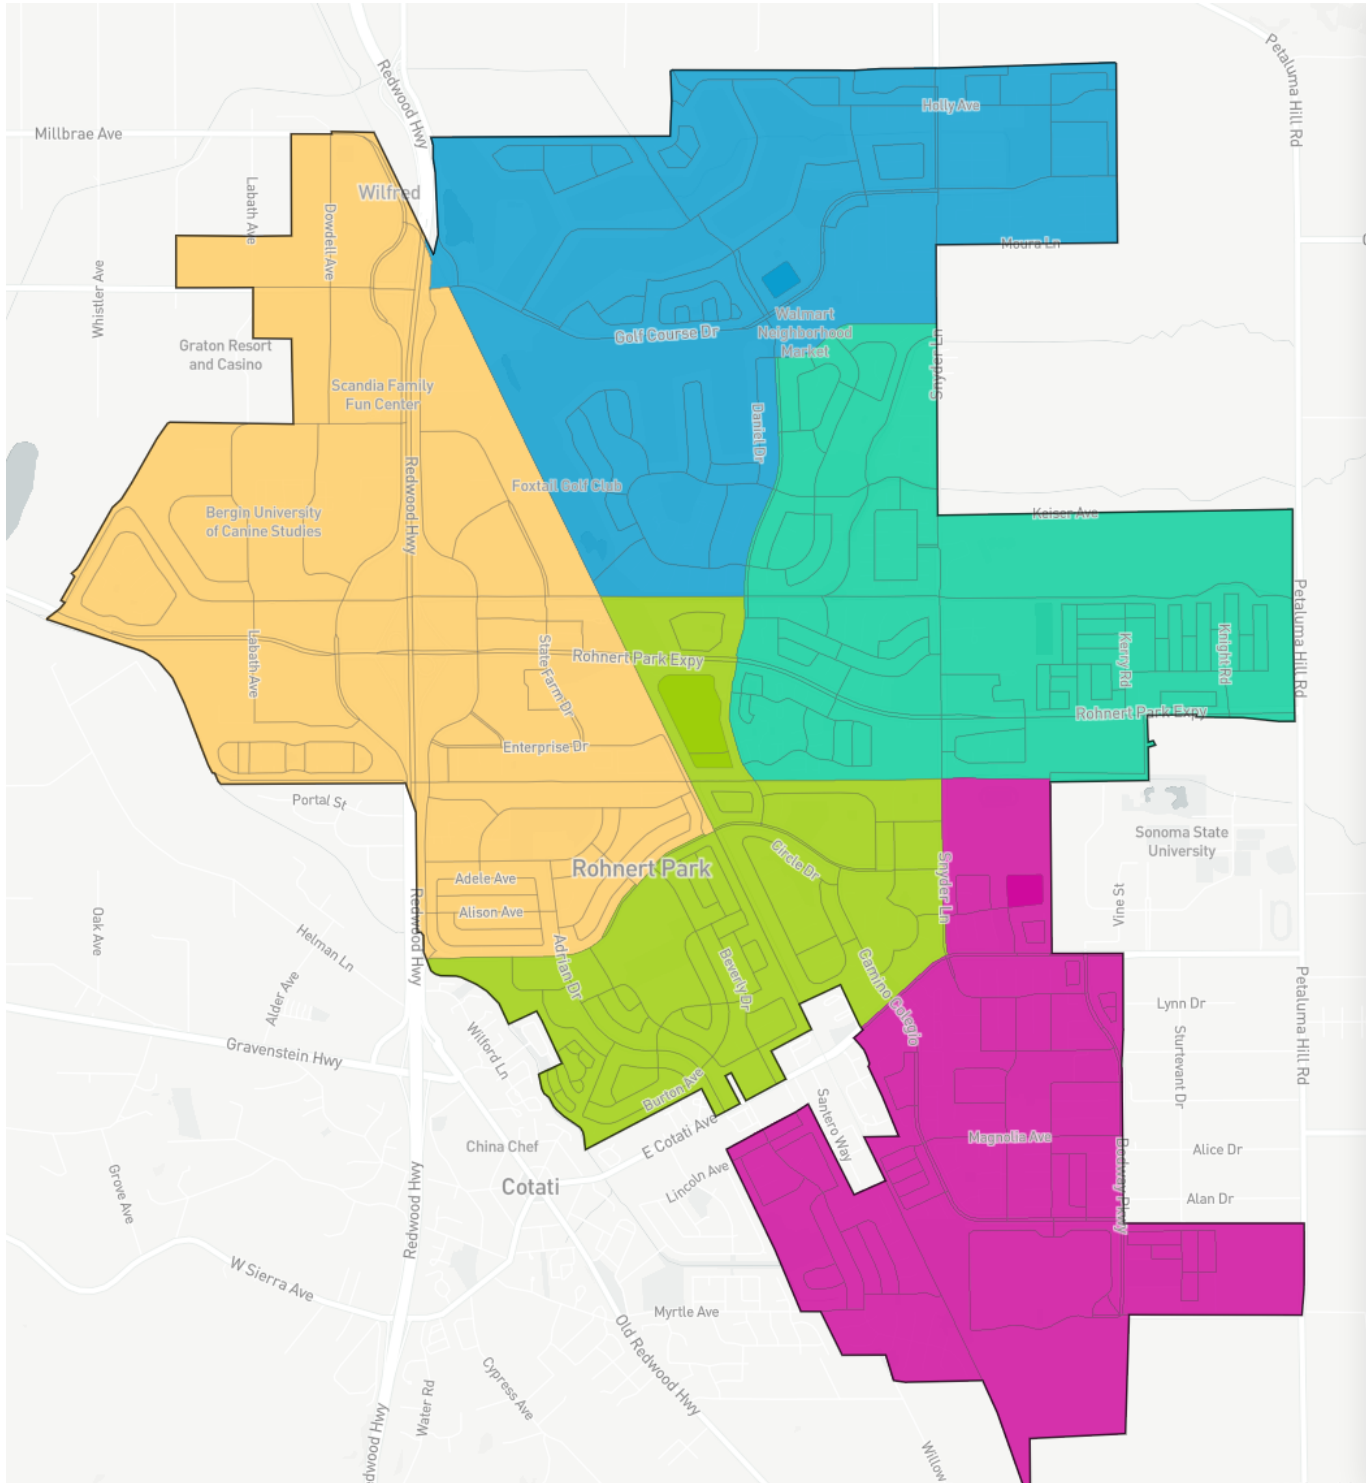 Petaluma Hill Rd
Redwood Hwy
Holly Ave
Millbrae Ave
Labath Ave
Wilfred
Dowdell Ave
Moura Ln
Whistler Ave
Walmart
Neighborhood
Market
Golf Course Dr
Graton Resort
and Casino
Snyder Ln
Scandia Family
Fun Center
Daniel Dr
Redwood Hwy
Foxtail Golf Club
Bergin University
of Canine Studies
Keiser Ave
Petaluma Hill Rd
Labath Ave
State Farm Dr
Rohnert Park Expy
Kerry Rd
Knight Rd
Rohnert Park Expy
Enterprise Dr
Portal St
Sonoma State
University
Circle Dr
Rohnert Park
Adele Ave
Snyder Ln
Vine St
Alison Ave
Redwood Hwy
Oak Ave
Helman Ln
Adrian Dr
Beverly Dr
Camino Colegio
Alder Ave
Lynn Dr
Petaluma Hill Rd
Gravenstein Hwy
Wilford Ln
Sturtevant Dr
Burton Ave
Santero Way
E Cotati Ave
Magnolia Ave
China Chef
Alice Dr
Bodway Pkwy
Lincoln Ave
Grove Ave
Cotati
Alan Dr
Redwood Hwy
W Sierra Ave
Myrtle Ave
Old Redwood Hwy
Cypress Ave
Water Rd
dwood Hwy
Willow